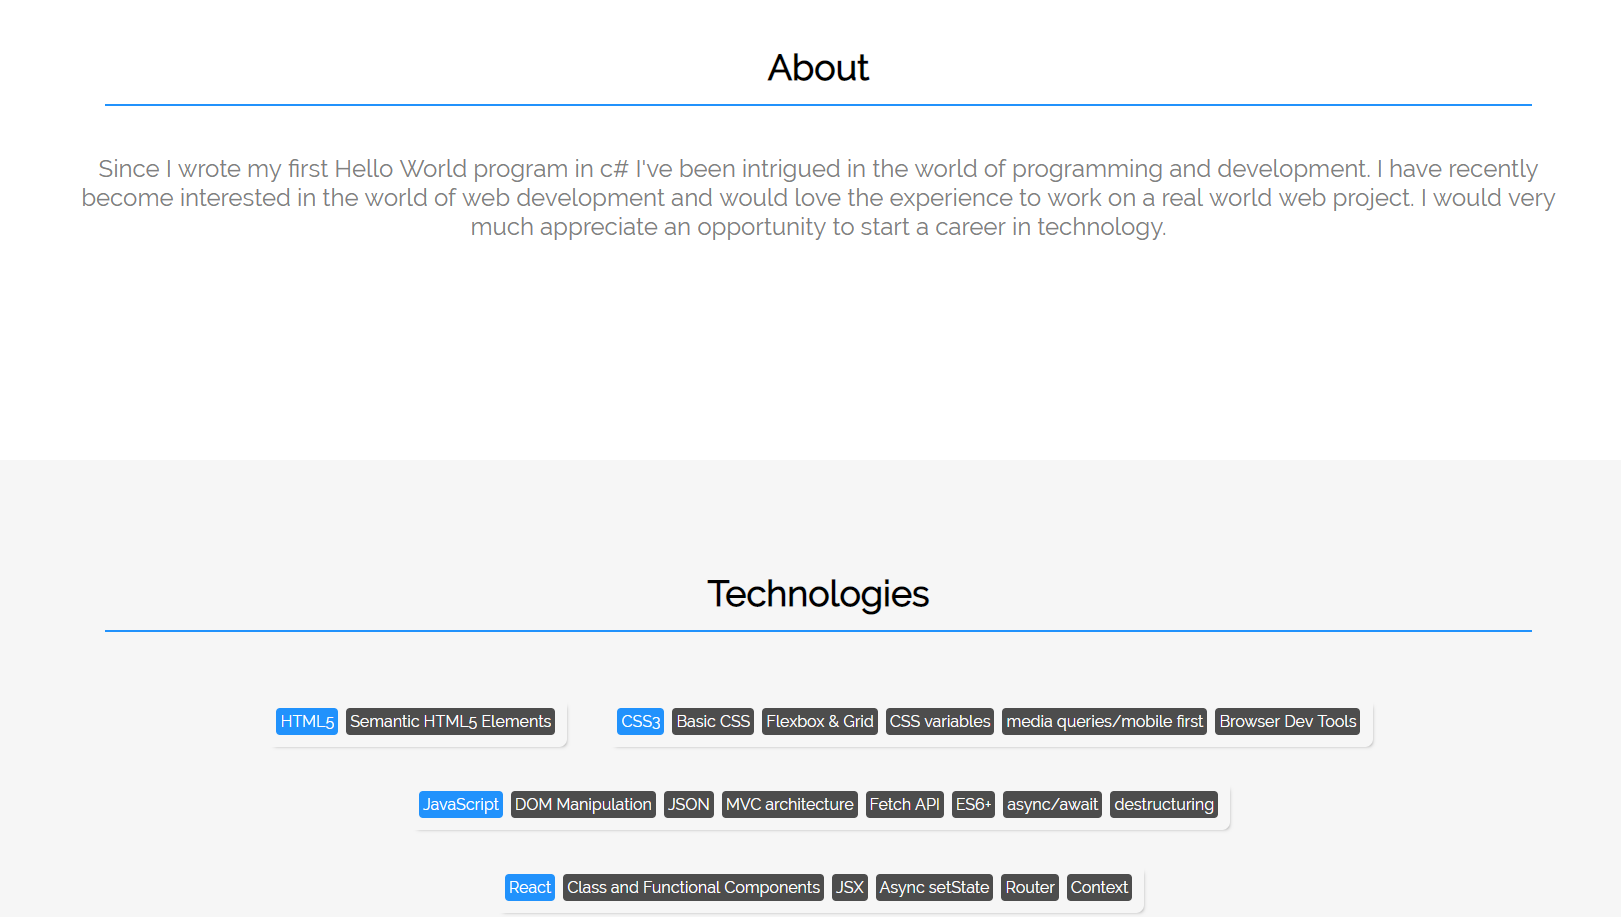 About
Since I wrote my first Hello World program in c# I've been intrigued in the world of programming and development. I have recently
become interested in the world of web development and would love the experience to work on a real world web project. I would very
much appreciate an opportunity to start a career in technology.
Technologies
HTML5 Semantic HTML5 Elements CSS3 Basic CSS Flexbox & Grid CSS variables media queries/mobile first Browser Dev Tools
JavaScript DOM Manipulation JSON MVC architecture Fetch API ES6+ async/await destructuring
React Class and Functional Components JSX Async setState Router Context